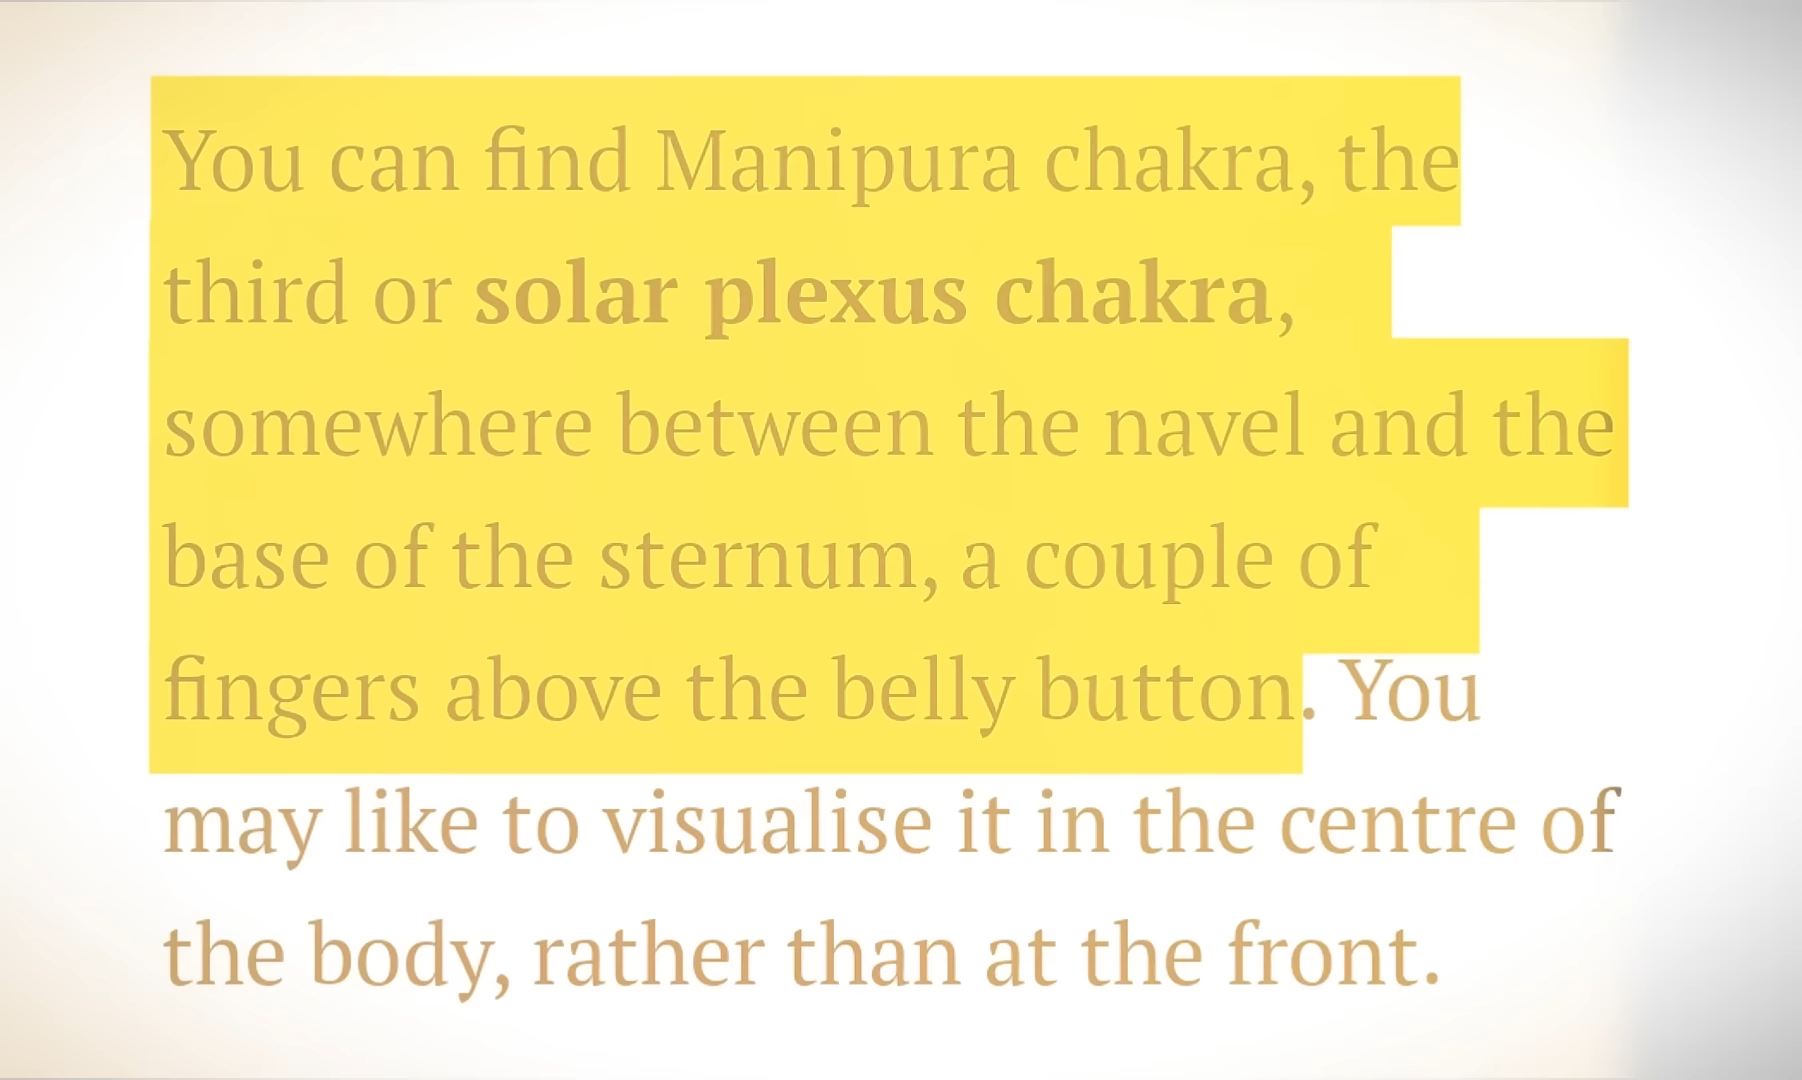 You can find Manipura chakra, the
third or solar plexus chakra,
somewhere between the navel and the
base of the sternum, a couple of
fingers above the belly button. You
may like to visualise it in the centre of
the body, rather than at the front.